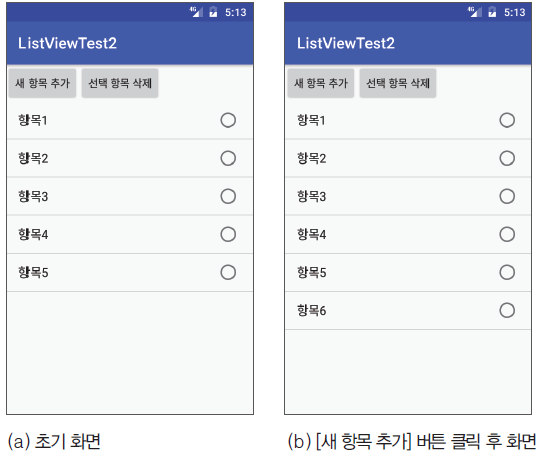 4G 5:13
ListViewTest2
새 항목 추가 선택 항목 삭제
항목1
항목2
항목3
항목4
항목5
(a) 초기 화면
4G 5:13
ListViewTest2
새 항목 추가 선택 항목 삭제
항목1
항목2
항목3
항목4
항목5
항목6
(b) [새 항목 추가] 버튼 클릭 후 화면